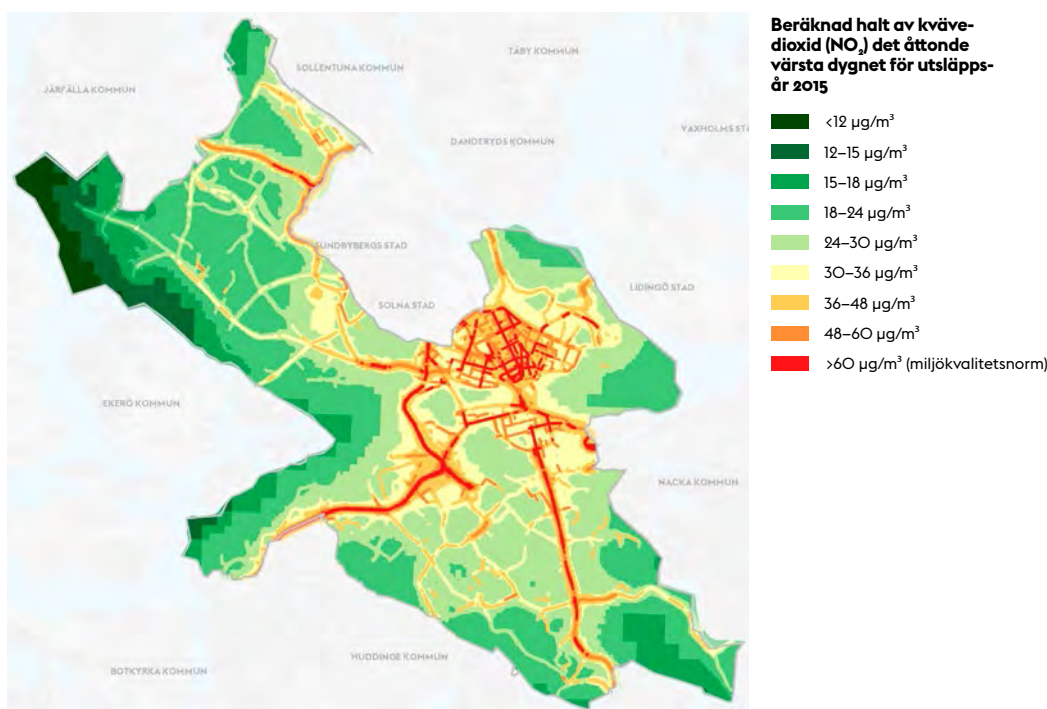 Beräknad halt av kväve-
dioxid (NO₂) det åttonde
värsta dygnet för utsläpps-
år 2015
<12 µg/m³
12–15 µg/m³
15–18 µg/m³
18–24 µg/m³
24–30 µg/m³
30–36 µg/m³
36–48 µg/m³
48–60 µg/m³
>60 µg/m³ (miljökvalitetsnorm)
TÄBY KOMMUN
SOLLENTUNA KOMMUN
JÄRFÄLLA KOMMUN
VAXHOLMS STA
DANDERYDS KOMMUN
SUNDBYBERGS STAD
LIDINGÖ STAD
SOLNA STAD
EKERÖ KOMMUN
NACKA KOMMUN
HUDDINGE KOMMUN
BOTKYRKA KOMMUN